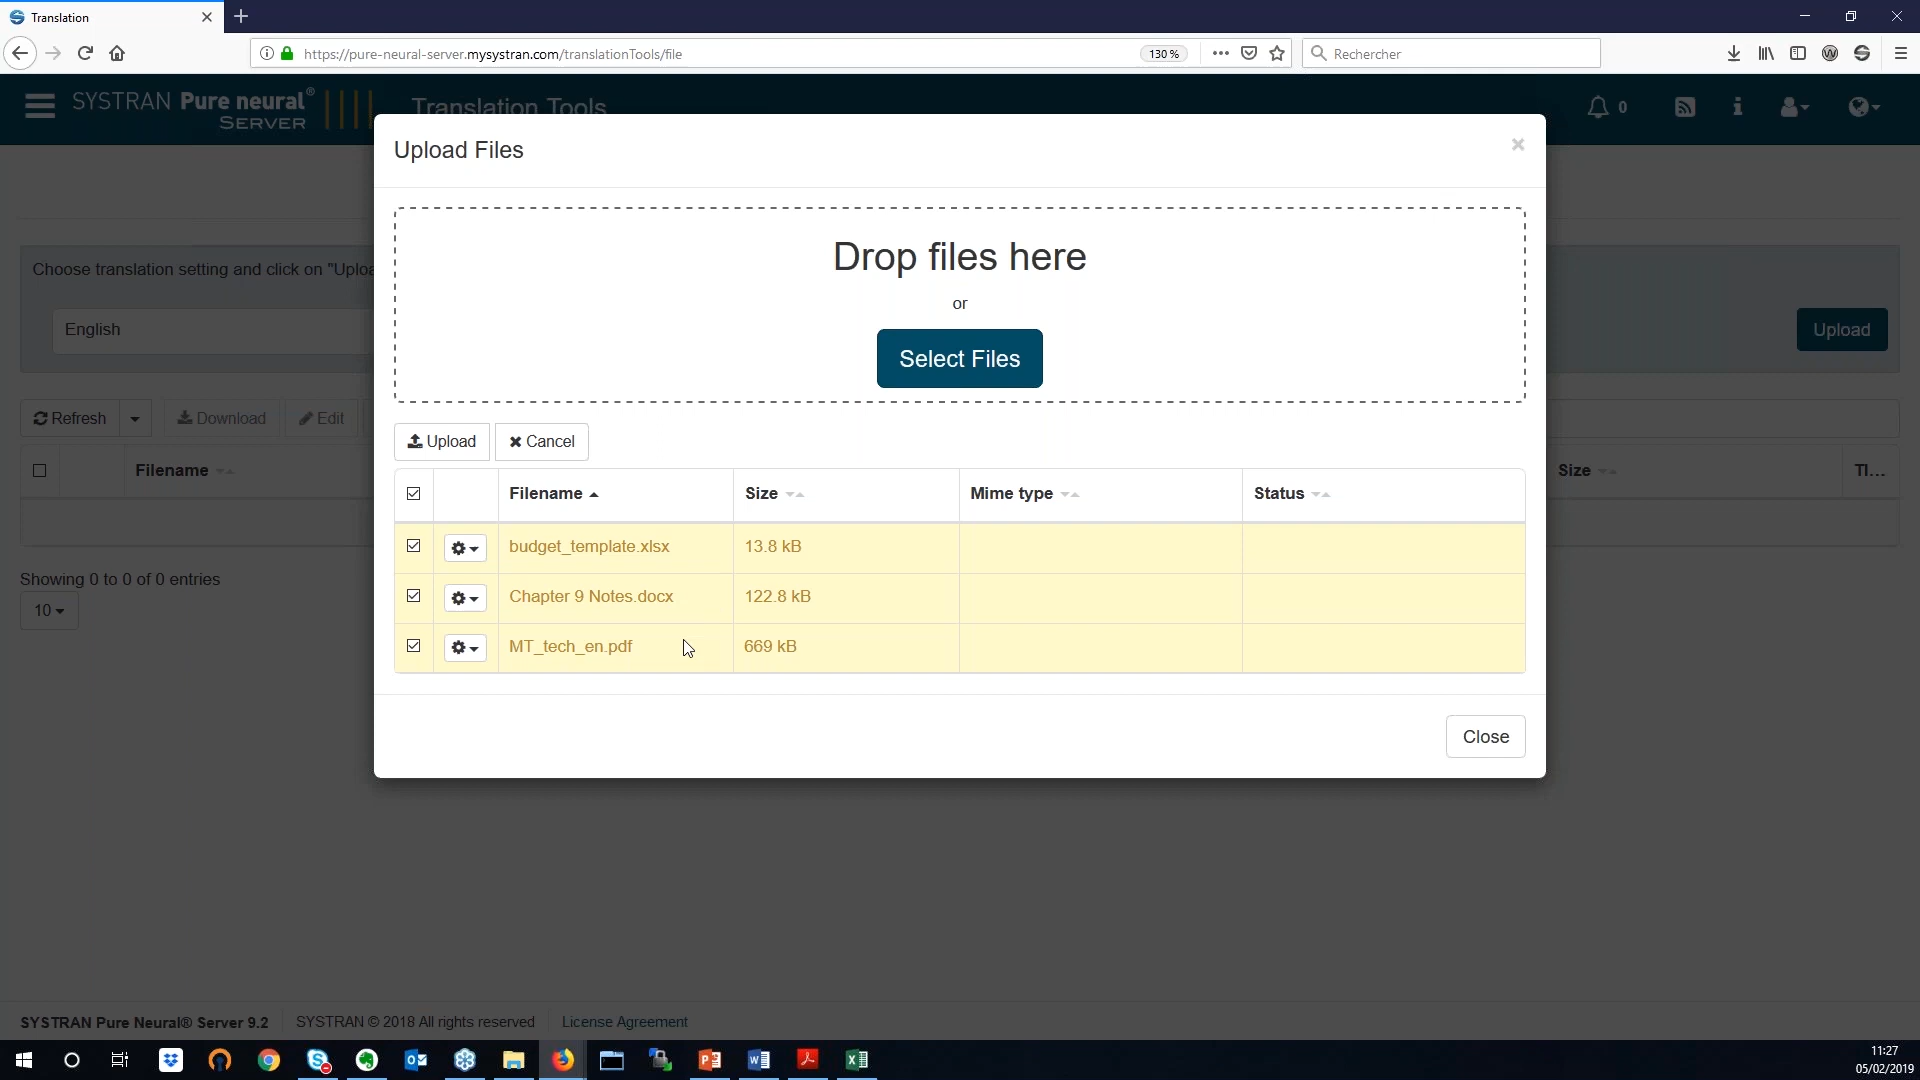 Translation
https://pure-neural-server.mysystran.com/translationTools/file
130 %
Rechercher
SYSTRAN Pure neural®
SERVER
Translation Tools
0
Upload Files
×
Drop files here
or
Select Files
Choose translation setting and click on "Uploa
English
Upload
Refresh
Download
Edit
Upload
Cancel
Filename
Size
TI...
Filename
Size
Mime type
Status
budget_template.xlsx
13.8 kB
Chapter 9 Notes.docx
122.8 kB
MT_tech_en.pdf
669 kB
Showing 0 to 0 of 0 entries
10
Close
SYSTRAN Pure Neural® Server 9.2
SYSTRAN © 2018 All rights reserved
License Agreement
11:27
05/02/2019